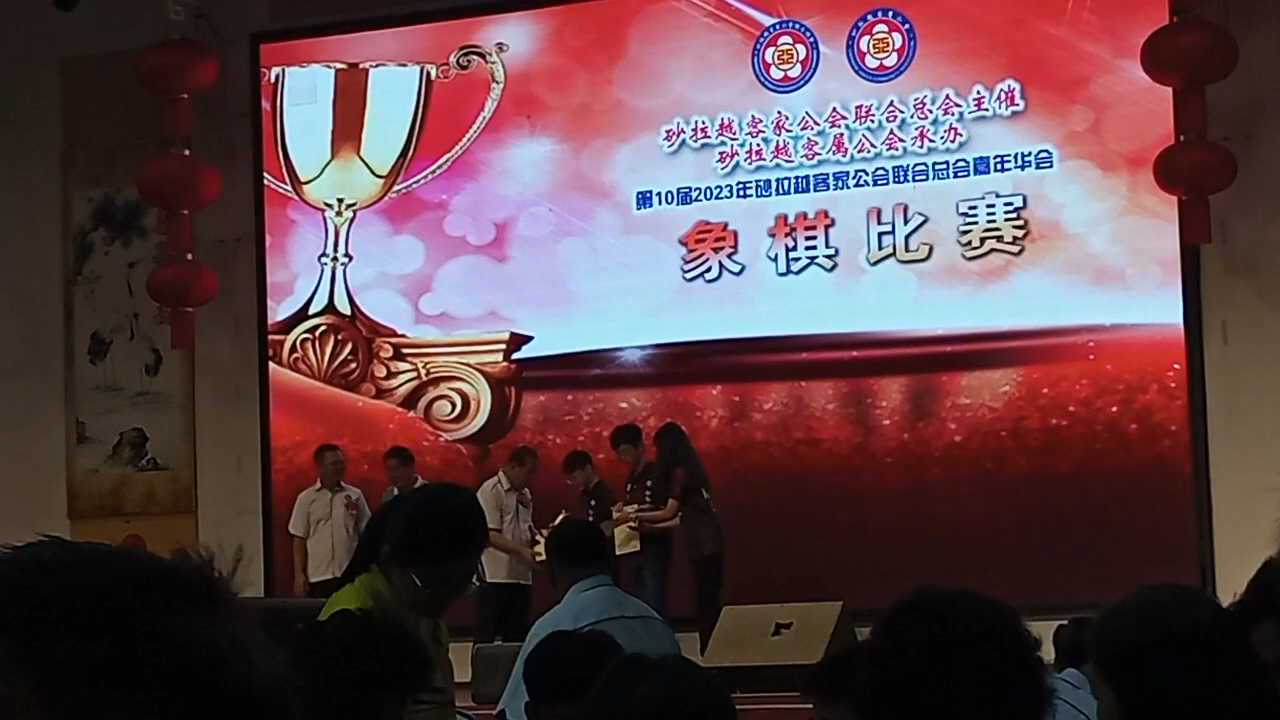 砂拉越客家公会联合总会主催
砂拉越客属公会承办
第10届2023年砂拉越客家公会联合总会嘉年华会
象棋比赛